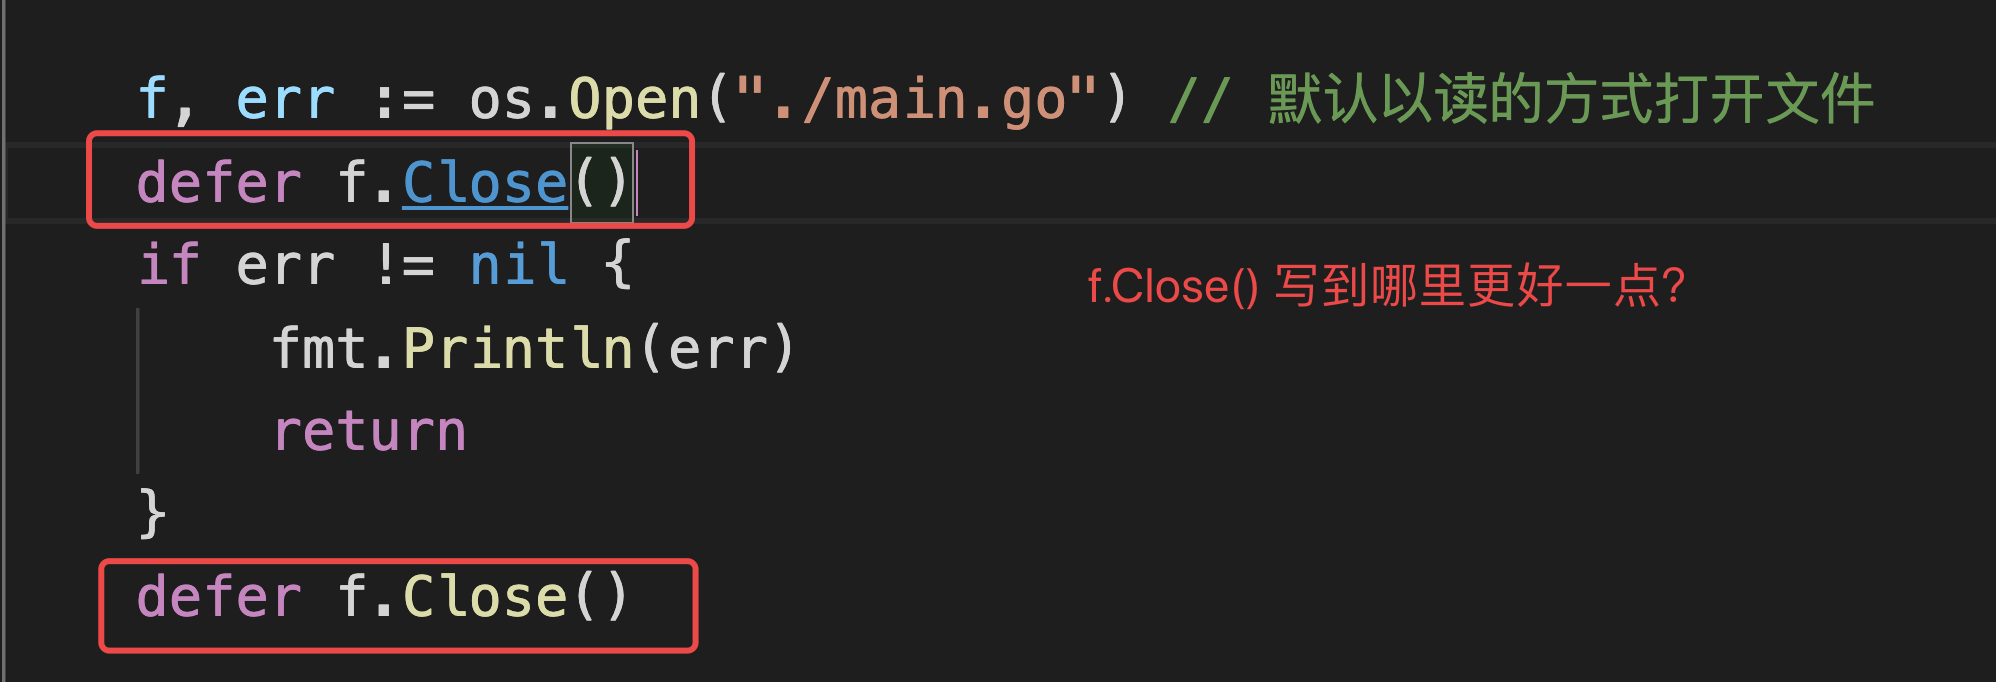 f, err := os.Open("./main.go") // 默认以读的方式打开文件
defer f.Close()
if err != nil {
f.Close() 写到哪里更好一点?
fmt.Println(err)
return
}
defer f.Close()